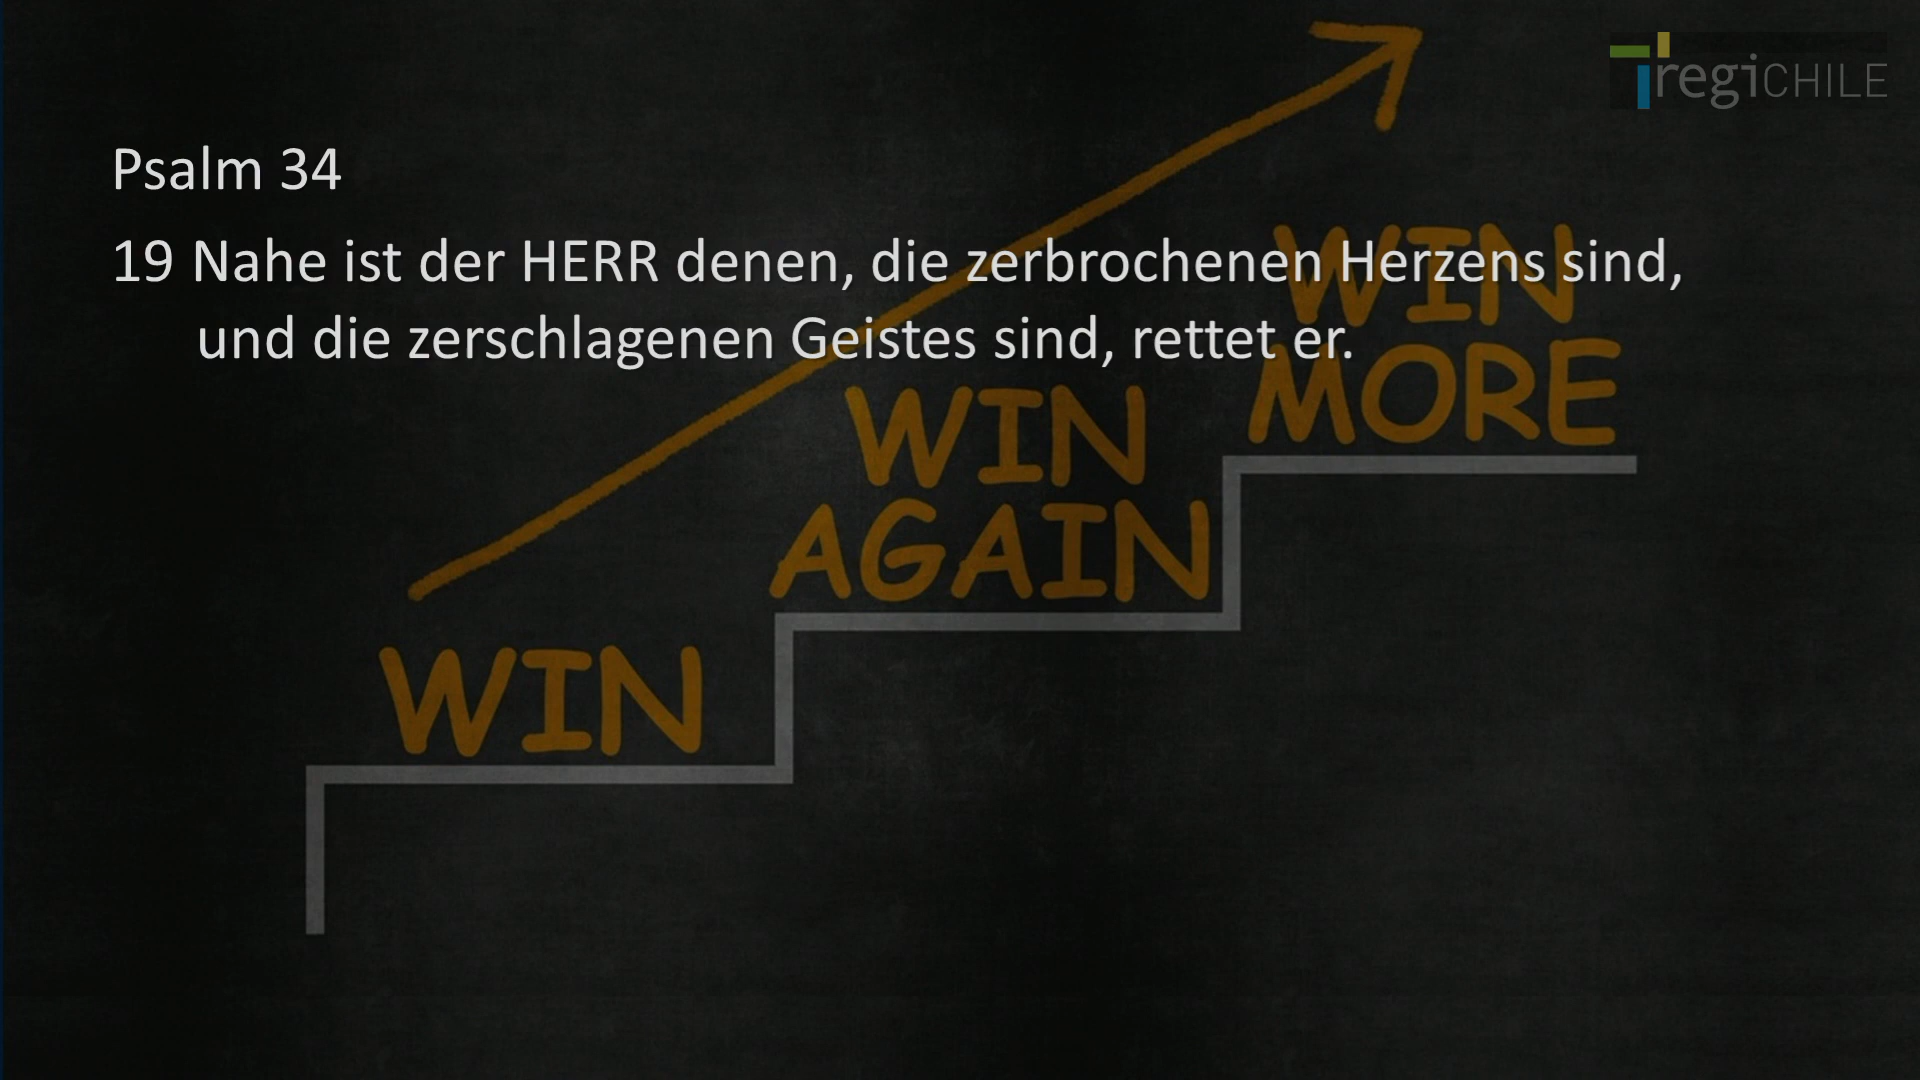 regiCHILE
Psalm 34
19 Nahe ist der HERR denen, die zerbrochenen Herzens sind,
und die zerschlagenen Geistes sind, rettet er.
WIN
MORE
WIN
AGAIN
WIN